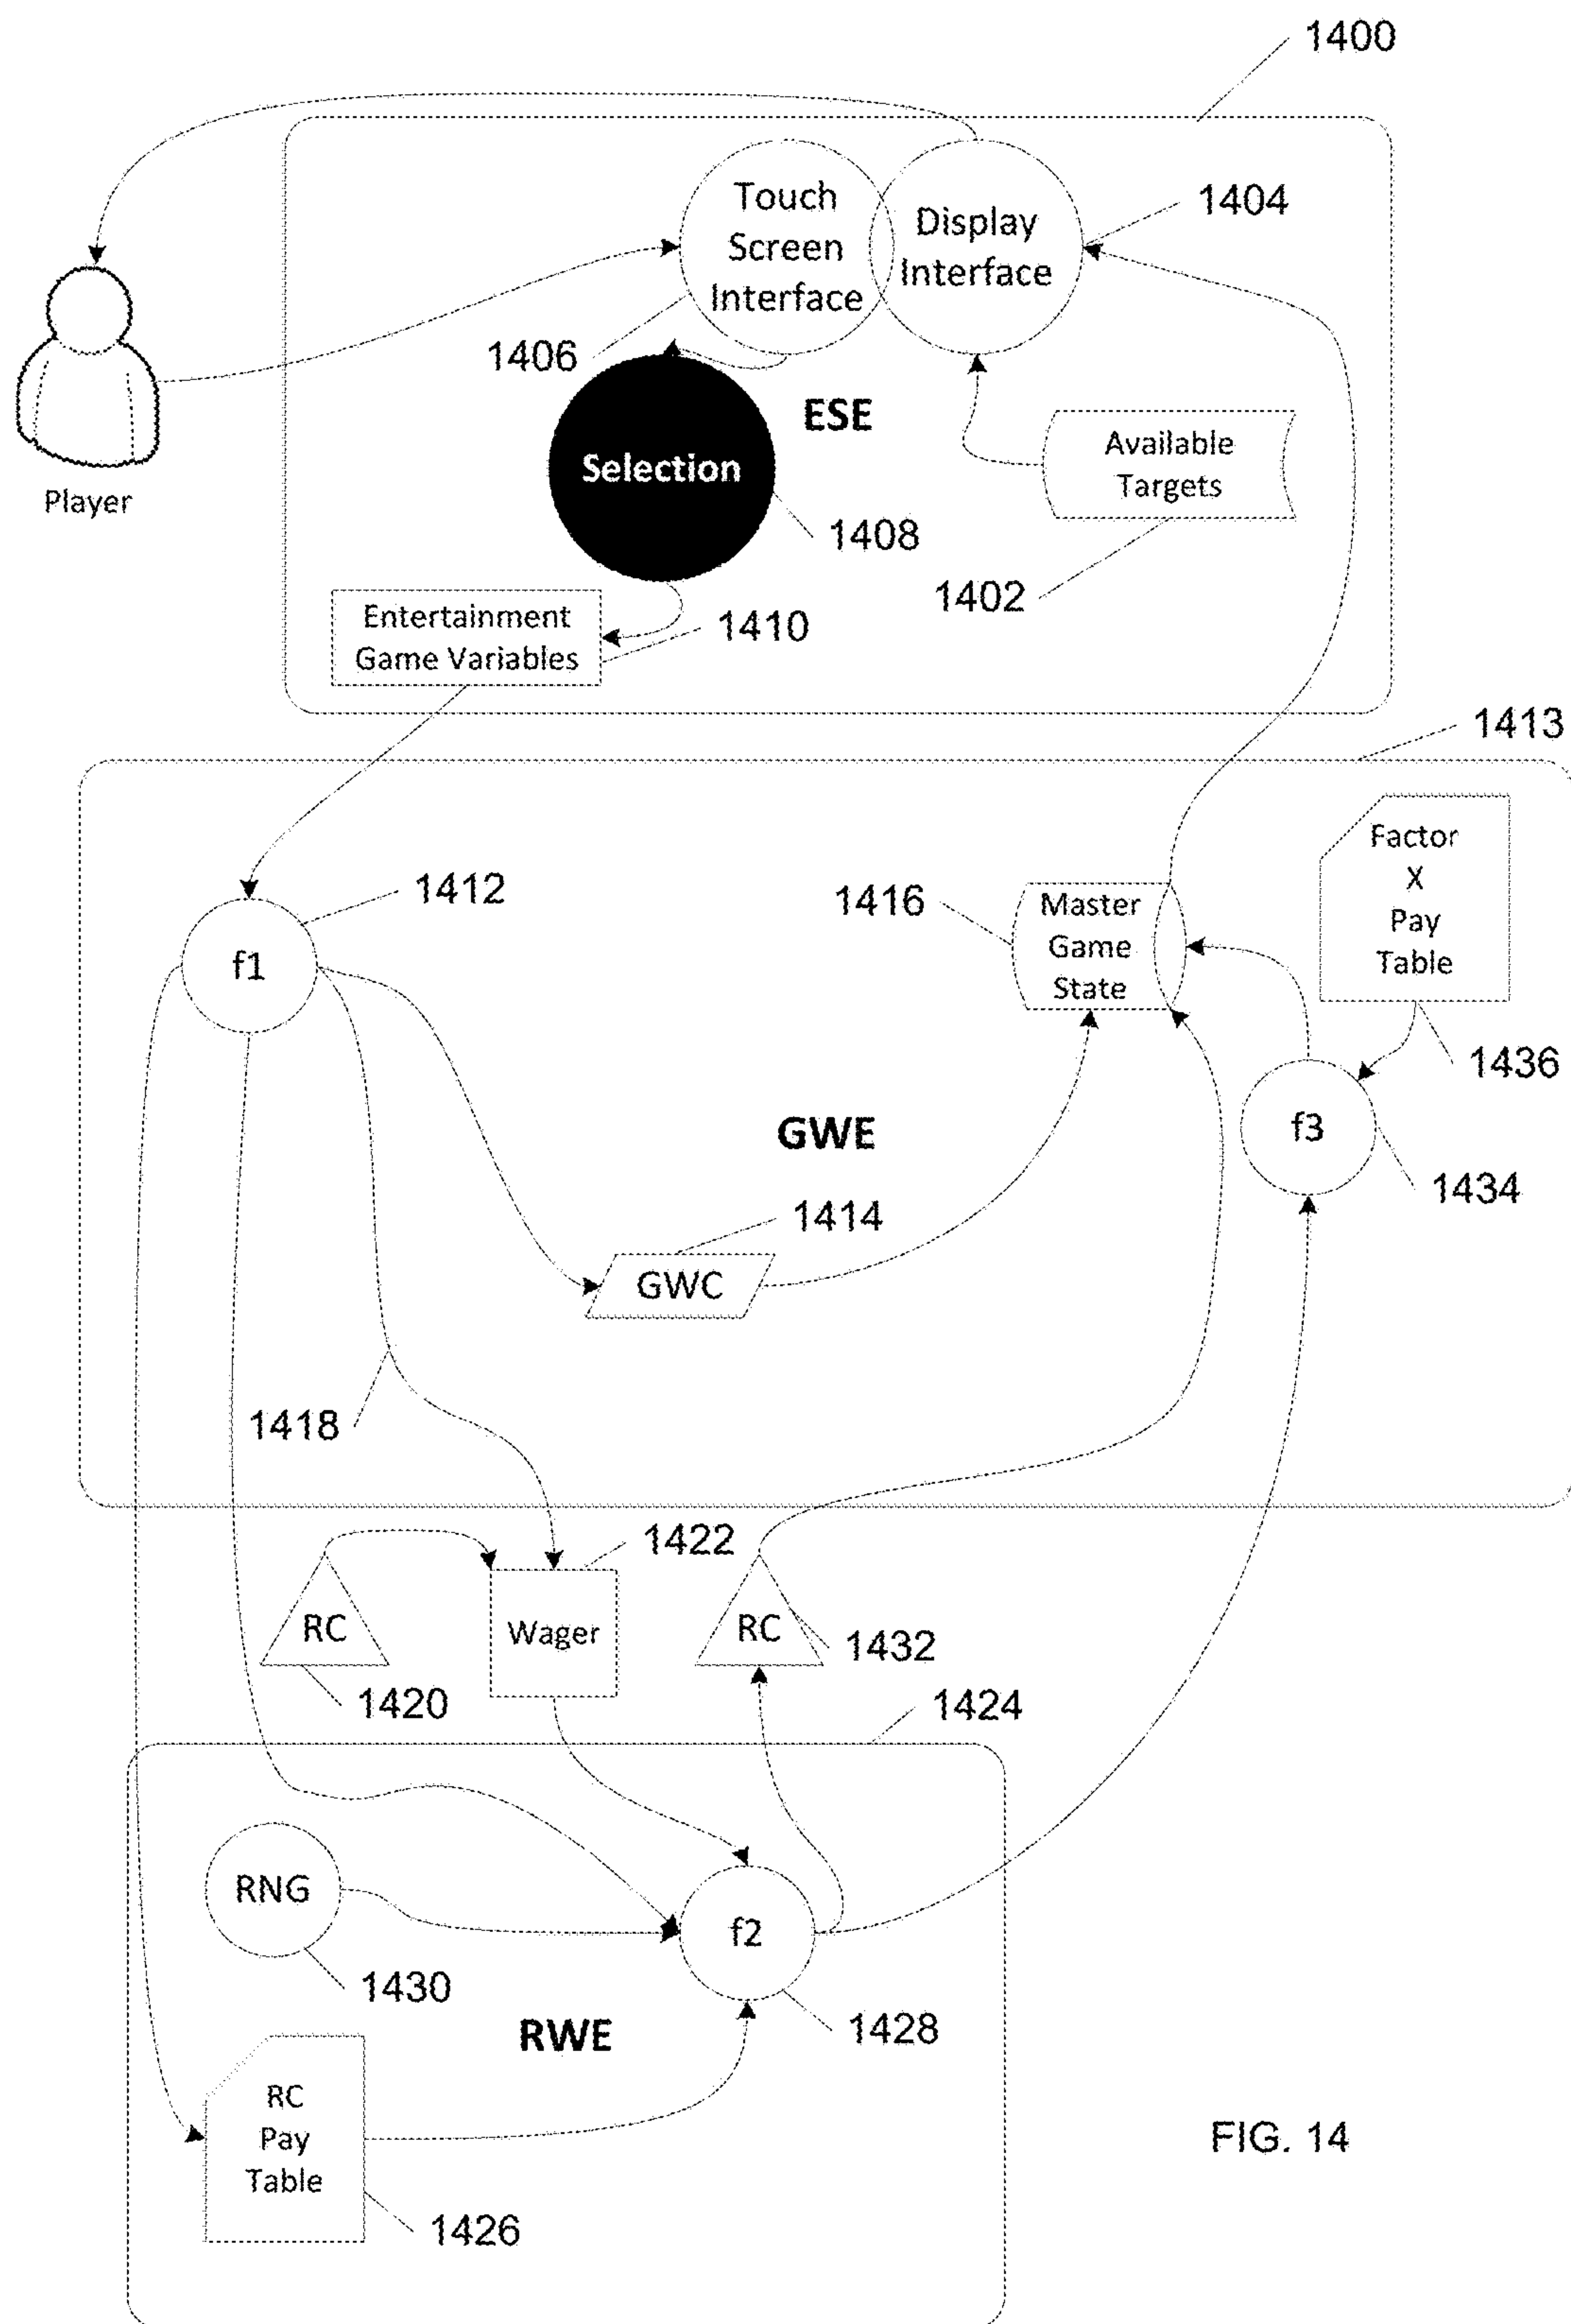 1400
Touch
Screen
Interface
Display
Interface
1404
1406
Player
ESE
Selection
1408
Available
Targets
1402
Entertainment
Game Variables
1410
1413
1412
f1
1416
Master
Game
State
Factor
X
Pay
Table
1436
GWE
f3
1434
1414
GWC
1418
1422
RC
1420
Wager
RC
1432
1424
RNG
1430
f2
1428
RWE
RC
Pay
Table
1426
FIG. 14